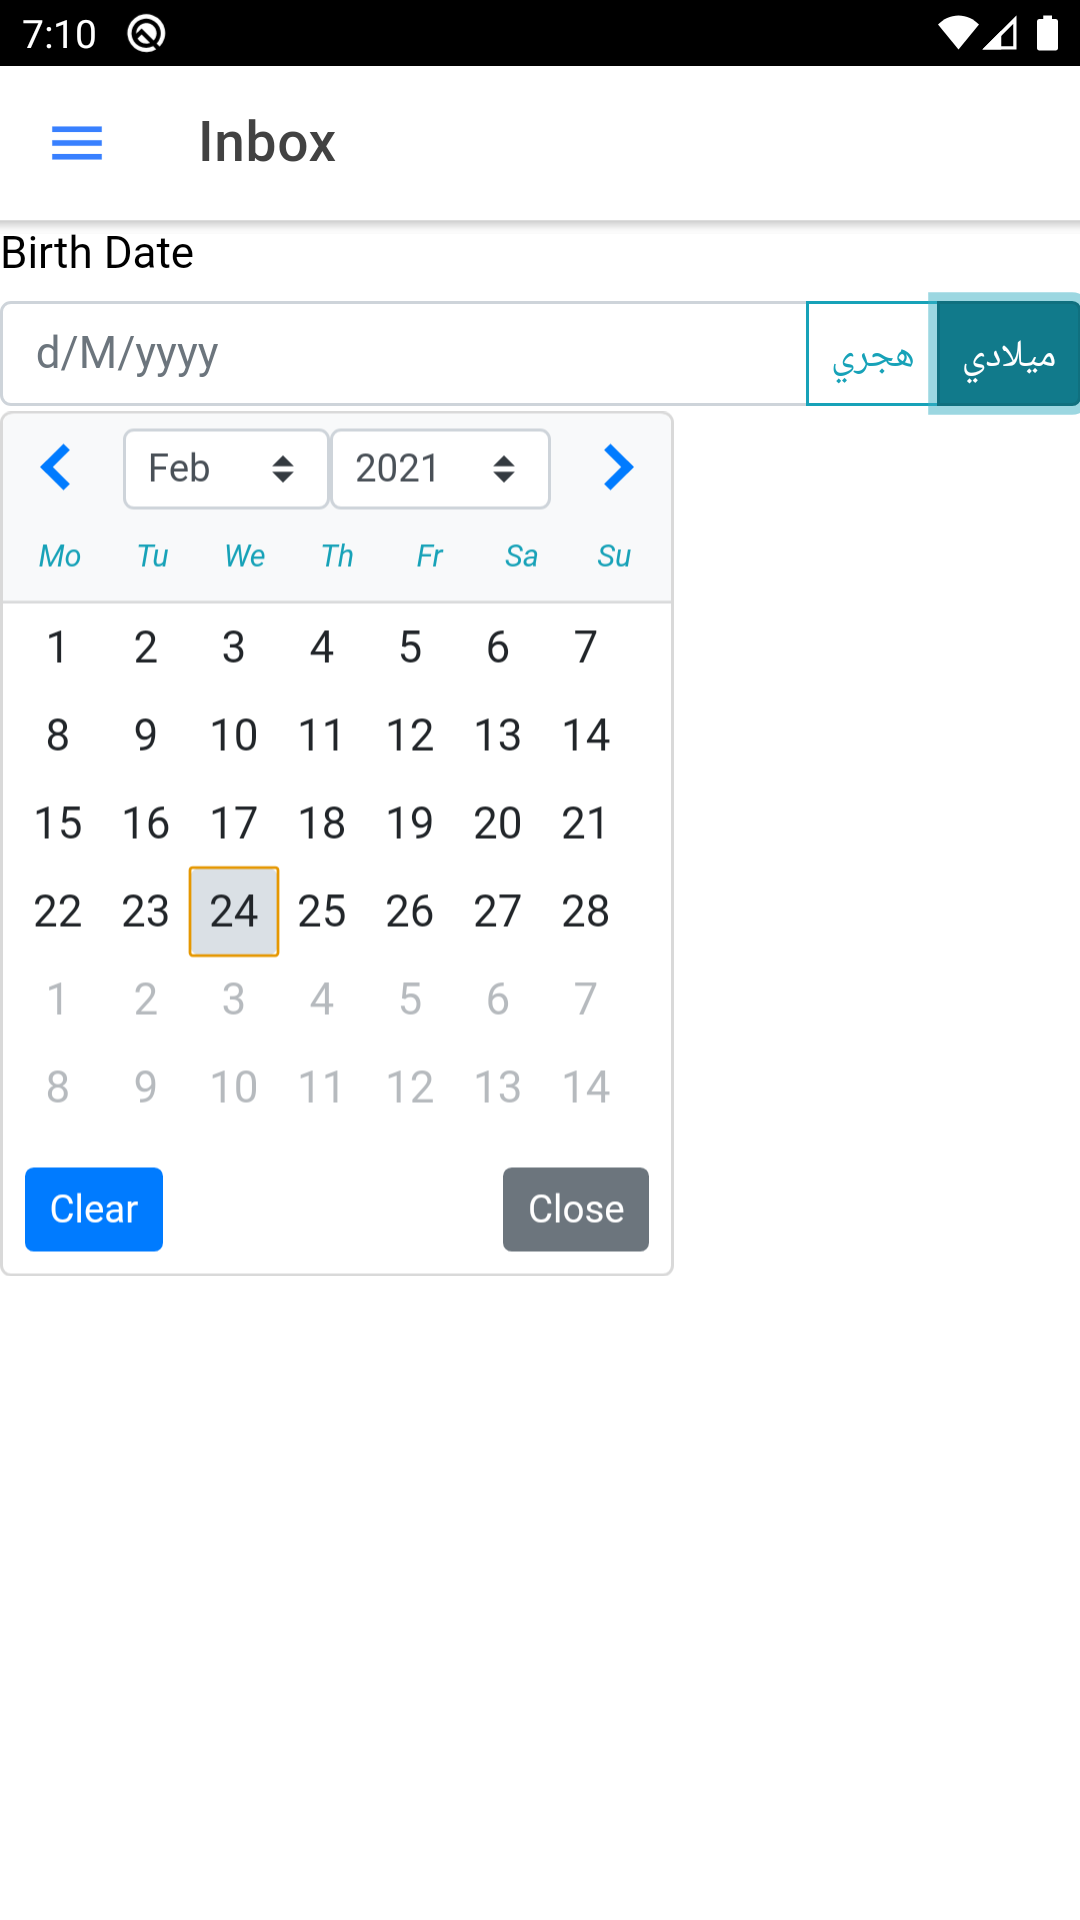 7:10
Inbox
Birth Date
d/M/yyyy هجري ميلادي
Feb 2021
Mo Tu We Th Fr Sa Su
1 2 3 4 5 6 7
8 9 10 11 12 13 14
15 16 17 18 19 20 21
22 23 24 25 26 27 28
1 2 3 4 5 6 7
8 9 10 11 12 13 14
Clear Close